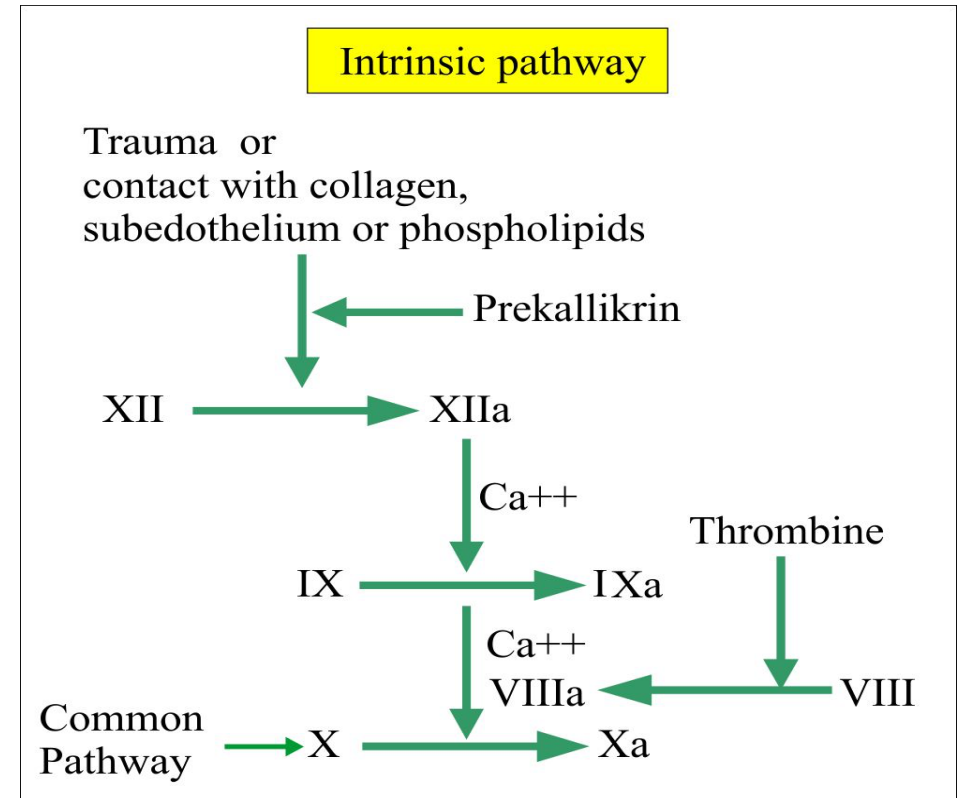 Intrinsic pathway
Trauma or
contact with collagen,
subedothelium or phospholipids
Prekallikrin
XII
XIIa
Ca++
Thrombine
IX
IXa
Ca++
VIIIa
VIII
Common
Pathway
X
Xa